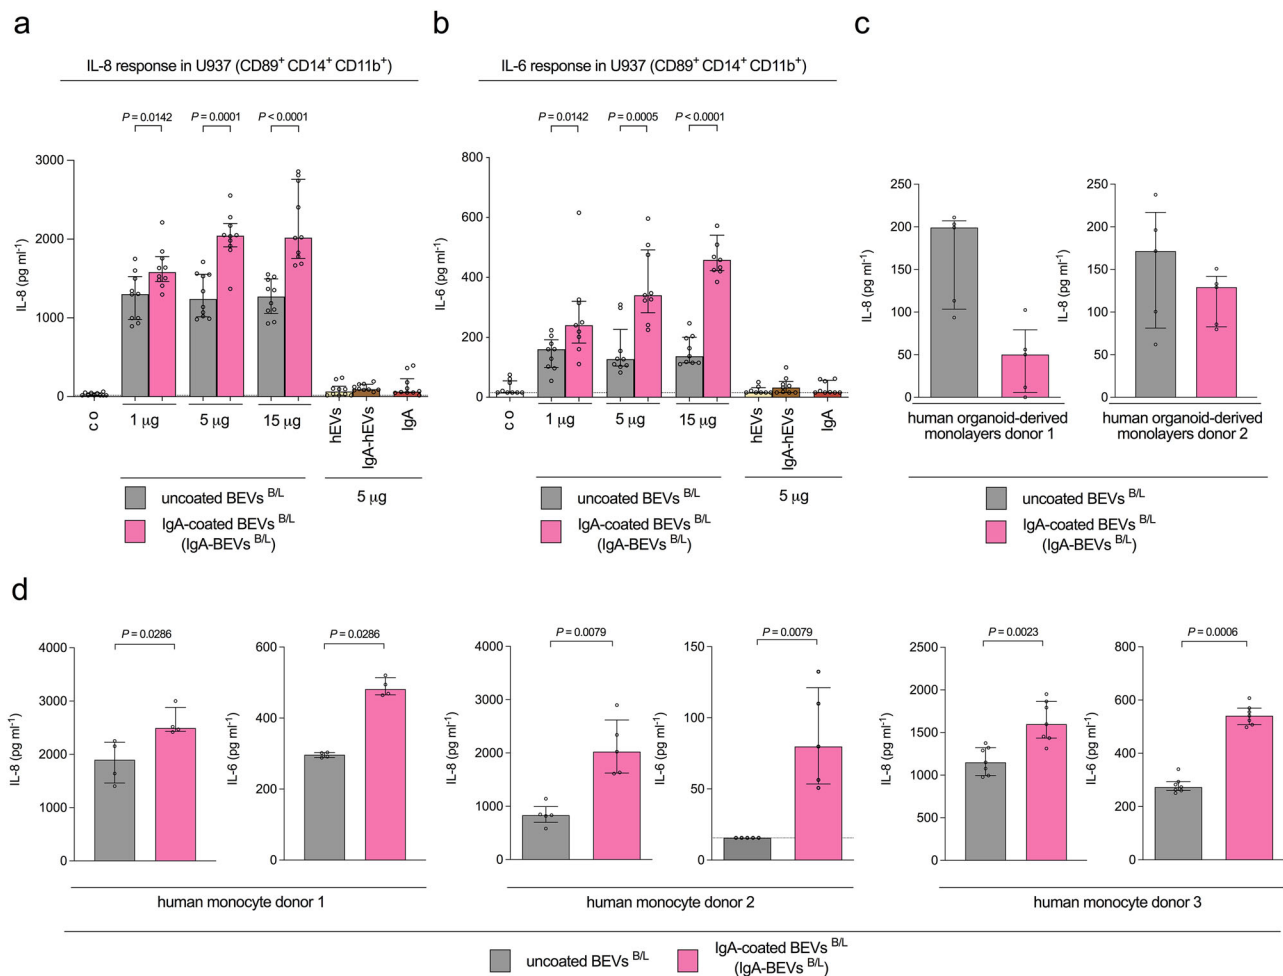 a
IL-8 response in U937 (CD89+ CD14+ CD11b+)
P = 0.0142
P = 0.0001
P < 0.0001
IL-8 (pg ml-1)
3000
2000
1000
0
c o
1 µg
5 µg
15 µg
hEVs
IgA-hEVs
IgA
5 µg
uncoated BEVs B/L
IgA-coated BEVs B/L
(IgA-BEVs B/L)
b
IL-6 response in U937 (CD89+ CD14+ CD11b+)
P = 0.0142
P = 0.0005
P < 0.0001
IL-6 (pg ml-1)
800
600
400
200
0
c o
1 µg
5 µg
15 µg
hEVs
IgA-hEVs
IgA
5 µg
uncoated BEVs B/L
IgA-coated BEVs B/L
(IgA-BEVs B/L)
c
IL-8 (pg ml-1)
250
200
150
100
50
0
human organoid-derived
monolayers donor 1
IL-8 (pg ml-1)
250
200
150
100
50
0
human organoid-derived
monolayers donor 2
uncoated BEVs B/L
IgA-coated BEVs B/L
(IgA-BEVs B/L)
d
P = 0.0286
IL-8 (pg ml-1)
4000
3000
2000
1000
0
P = 0.0286
IL-6 (pg ml-1)
600
400
200
0
human monocyte donor 1
P = 0.0079
IL-8 (pg ml-1)
4000
3000
2000
1000
0
P = 0.0079
IL-6 (pg ml-1)
150
100
50
0
human monocyte donor 2
P = 0.0023
IL-8 (pg ml-1)
2500
2000
1500
1000
500
0
P = 0.0006
IL-6 (pg ml-1)
800
600
400
200
0
human monocyte donor 3
uncoated BEVs B/L
IgA-coated BEVs B/L
(IgA-BEVs B/L)